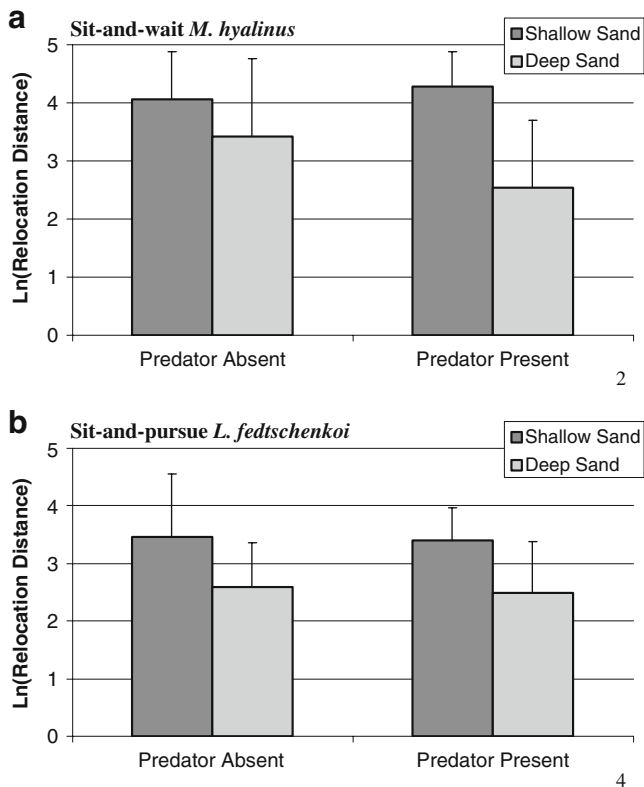 a
Sit-and-wait M. hyalinus
Shallow Sand
Deep Sand
5
4
3
2
1
0
Ln(Relocation Distance)
Predator Absent
Predator Present
2
b
Sit-and-pursue L. fedtschenkoi
Shallow Sand
Deep Sand
5
4
3
2
1
0
Ln(Relocation Distance)
Predator Absent
Predator Present
4